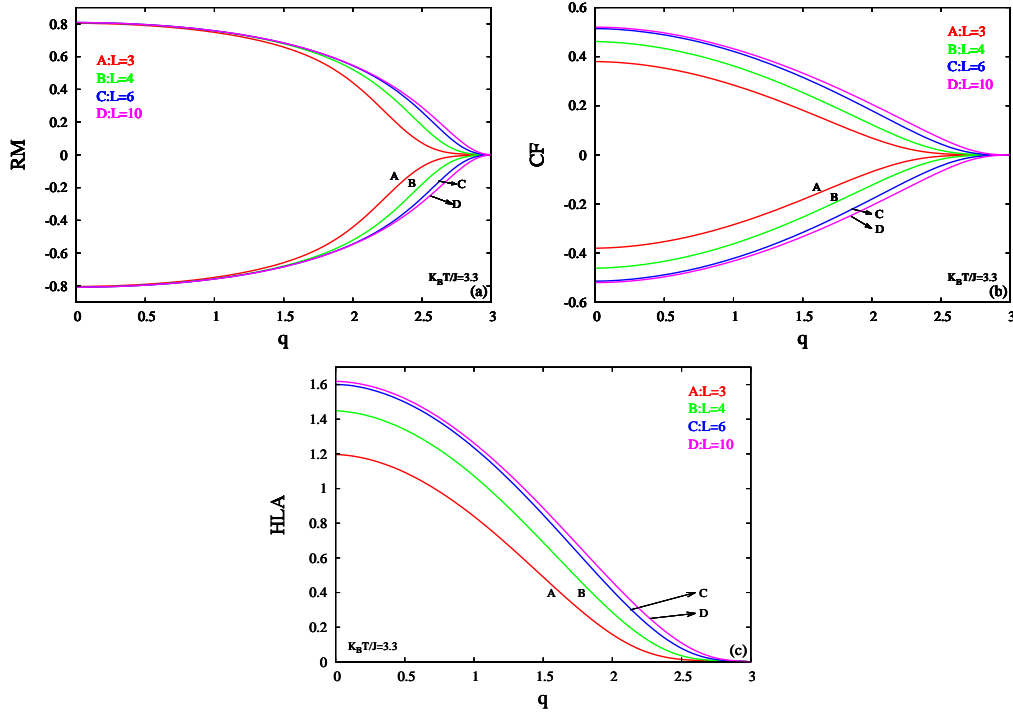 RM
0.8
0.6
0.4
0.2
0
-0.2
-0.4
-0.6
-0.8
A:L=3
B:L=4
C:L=6
D:L=10
A
B
C
D
K_BT/J=3.3
(a)
0 0.5 1 1.5 2 2.5 3
q
CF
0.6
0.4
0.2
0
-0.2
-0.4
-0.6
A:L=3
B:L=4
C:L=6
D:L=10
A
B
C
D
K_BT/J=3.3
(b)
0 0.5 1 1.5 2 2.5 3
q
HLA
1.6
1.4
1.2
1
0.8
0.6
0.4
0.2
0
A:L=3
B:L=4
C:L=6
D:L=10
A
B
C
D
K_BT/J=3.3
(c)
0 0.5 1 1.5 2 2.5 3
q